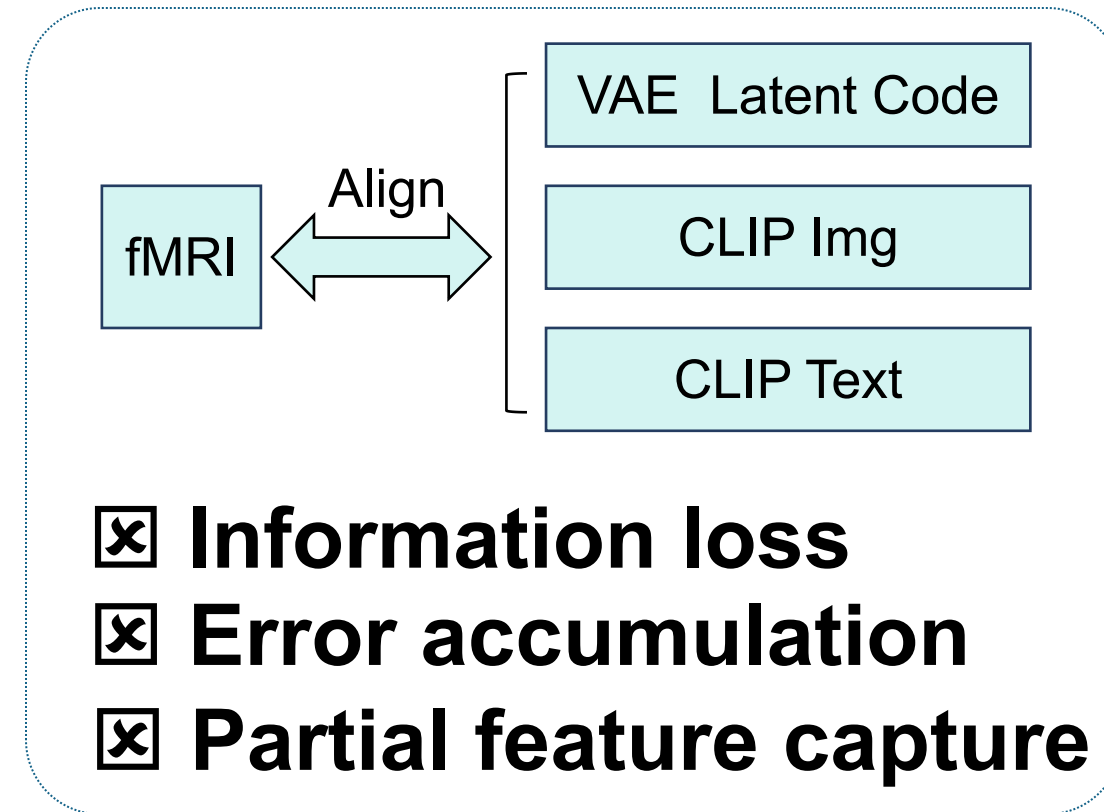 VAE Latent Code
Align
fMRI
CLIP Img
CLIP Text
☒ Information loss
☒ Error accumulation
☒ Partial feature capture